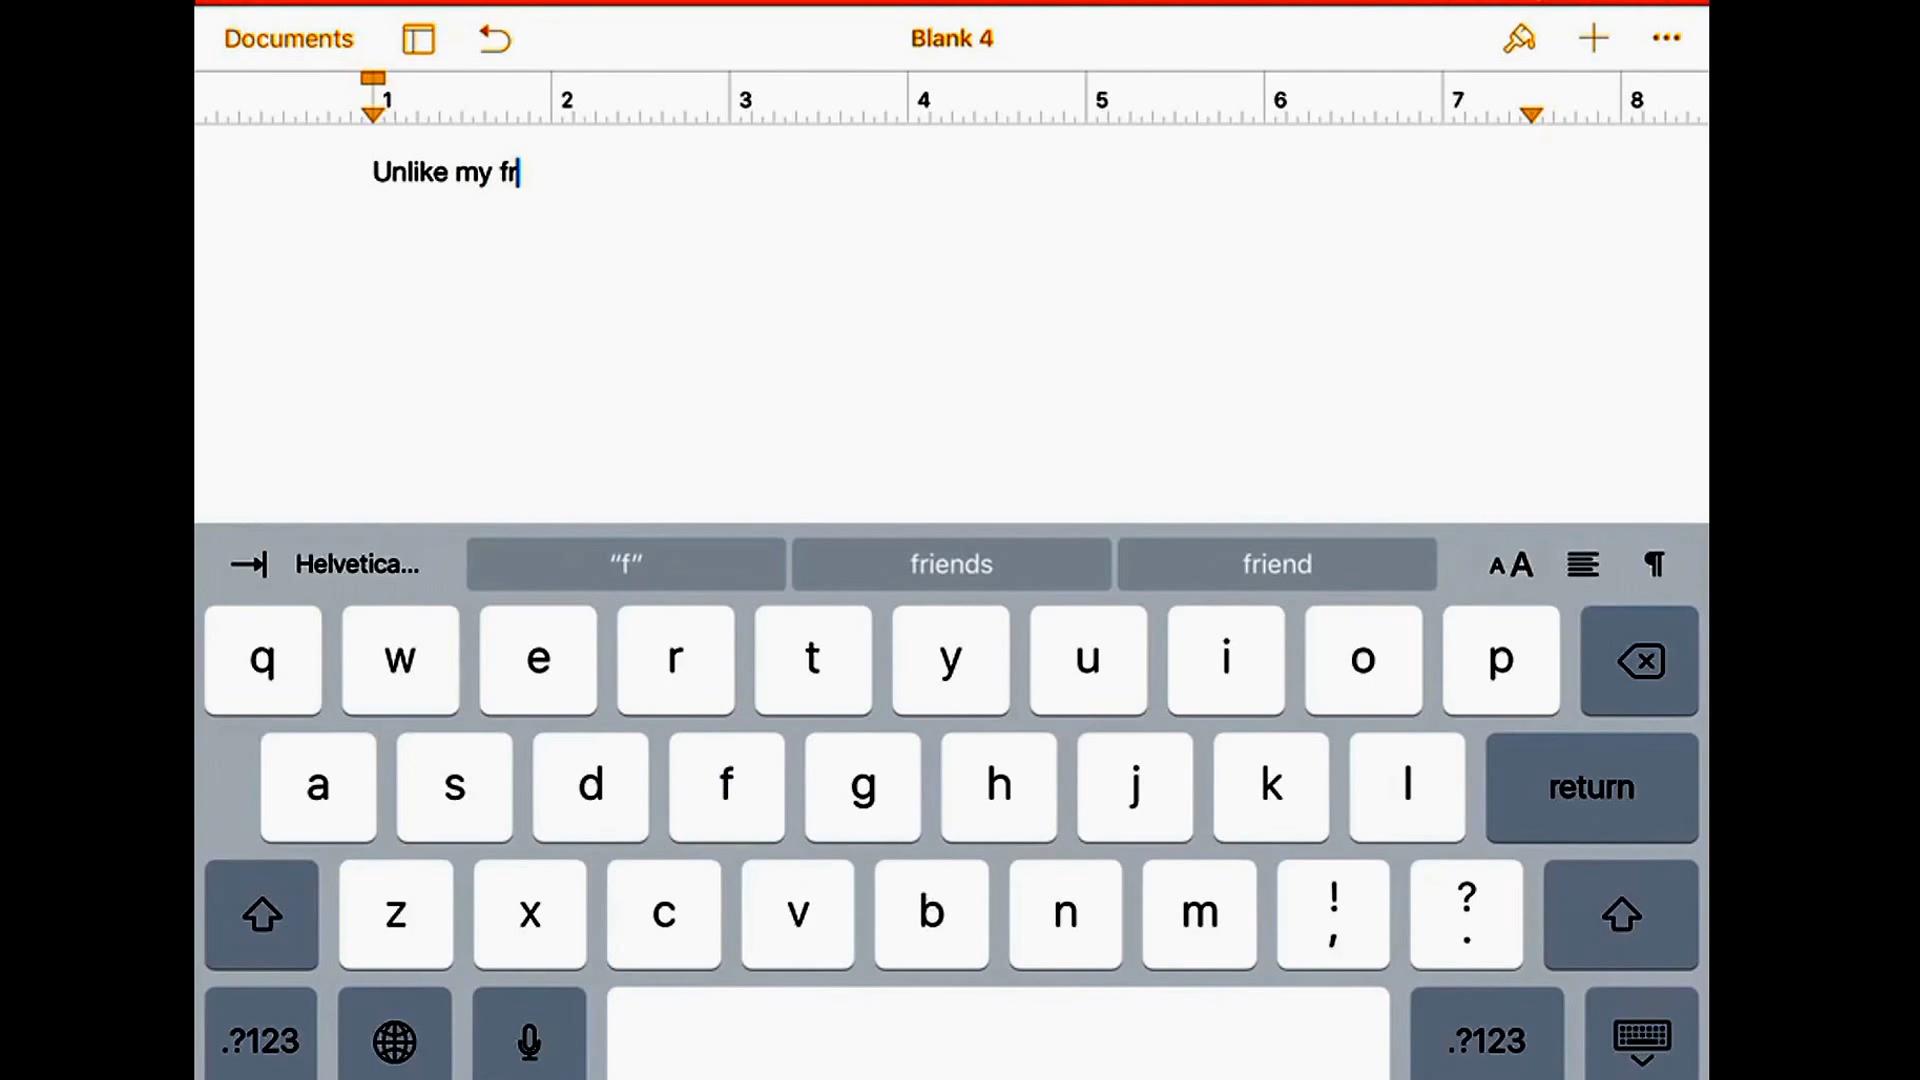 Documents
Blank 4
1 2 3 4 5 6 7 8
Unlike my fr
Helvetica... “f” friends friend AA ¶
q w e r t y u i o p
a s d f g h j k l return
z x c v b n m ! , ? .
.?123 .?123